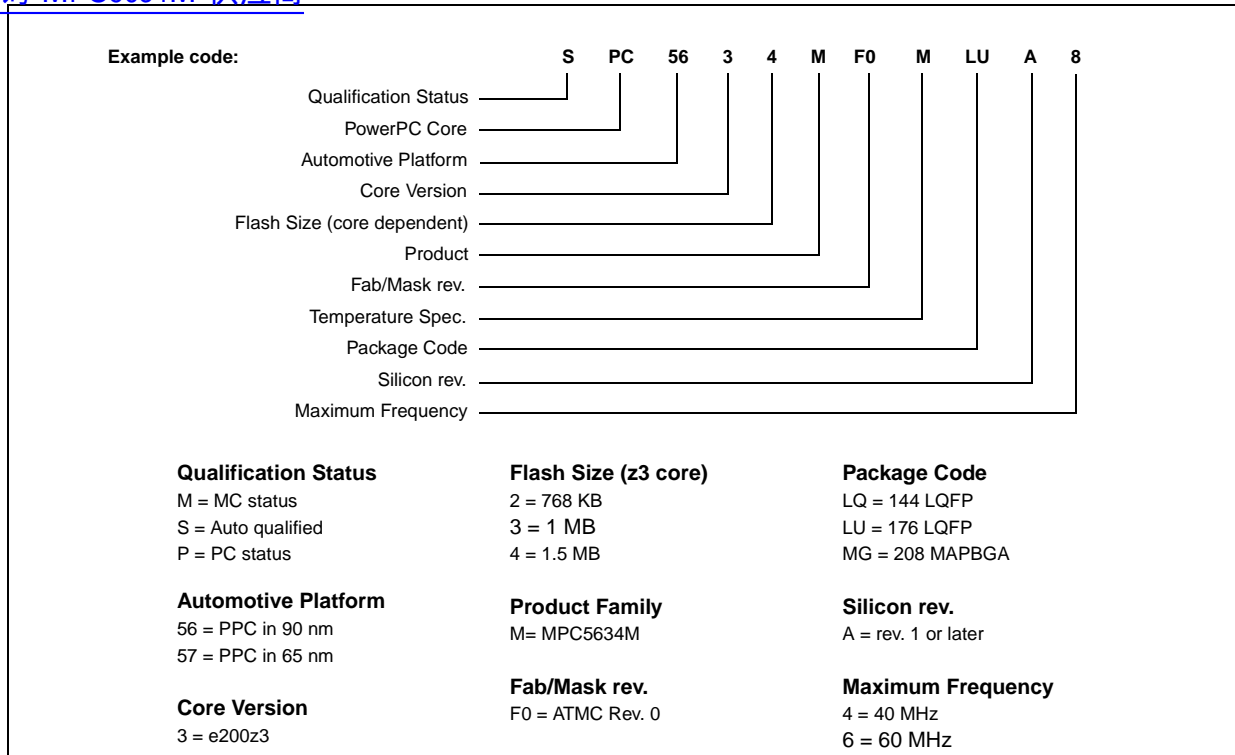 MPC5634M
Example code: S PC 56 3 4 M F0 M LU A 8
Qualification Status
PowerPC Core
Automotive Platform
Core Version
Flash Size (core dependent)
Product
Fab/Mask rev.
Temperature Spec.
Package Code
Silicon rev.
Maximum Frequency
Qualification Status
M = MC status
S = Auto qualified
P = PC status
Automotive Platform
56 = PPC in 90 nm
57 = PPC in 65 nm
Core Version
3 = e200z3
Flash Size (z3 core)
2 = 768 KB
3 = 1 MB
4 = 1.5 MB
Product Family
M= MPC5634M
Fab/Mask rev.
F0 = ATMC Rev. 0
Package Code
LQ = 144 LQFP
LU = 176 LQFP
MG = 208 MAPBGA
Silicon rev.
A = rev. 1 or later
Maximum Frequency
4 = 40 MHz
6 = 60 MHz